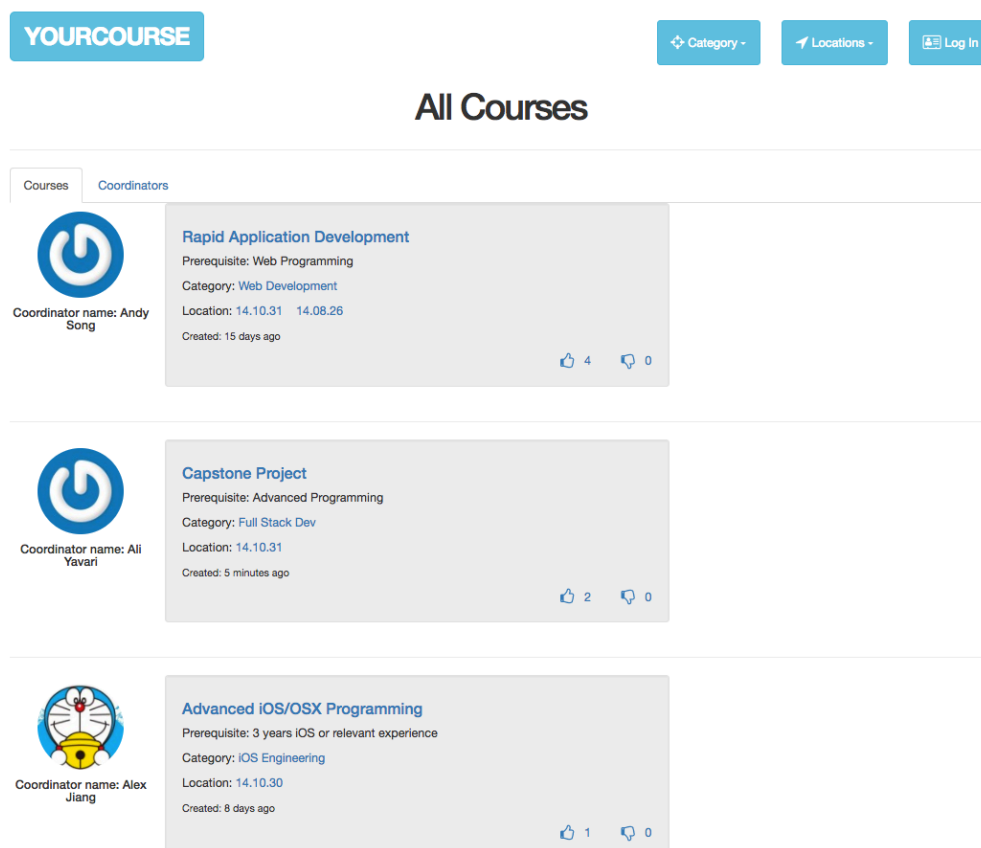 YOURCOURSE
Category
Locations
Log In
All Courses
Courses
Coordinators
Rapid Application Development
Prerequisite: Web Programming
Category: Web Development
Location: 14.10.31 14.08.26
Created: 15 days ago
4 0
Coordinator name: Andy
Song
Capstone Project
Prerequisite: Advanced Programming
Category: Full Stack Dev
Location: 14.10.31
Created: 5 minutes ago
2 0
Coordinator name: Ali
Yavari
Advanced iOS/OSX Programming
Prerequisite: 3 years iOS or relevant experience
Category: iOS Engineering
Location: 14.10.30
Created: 8 days ago
1 0
Coordinator name: Alex
Jiang